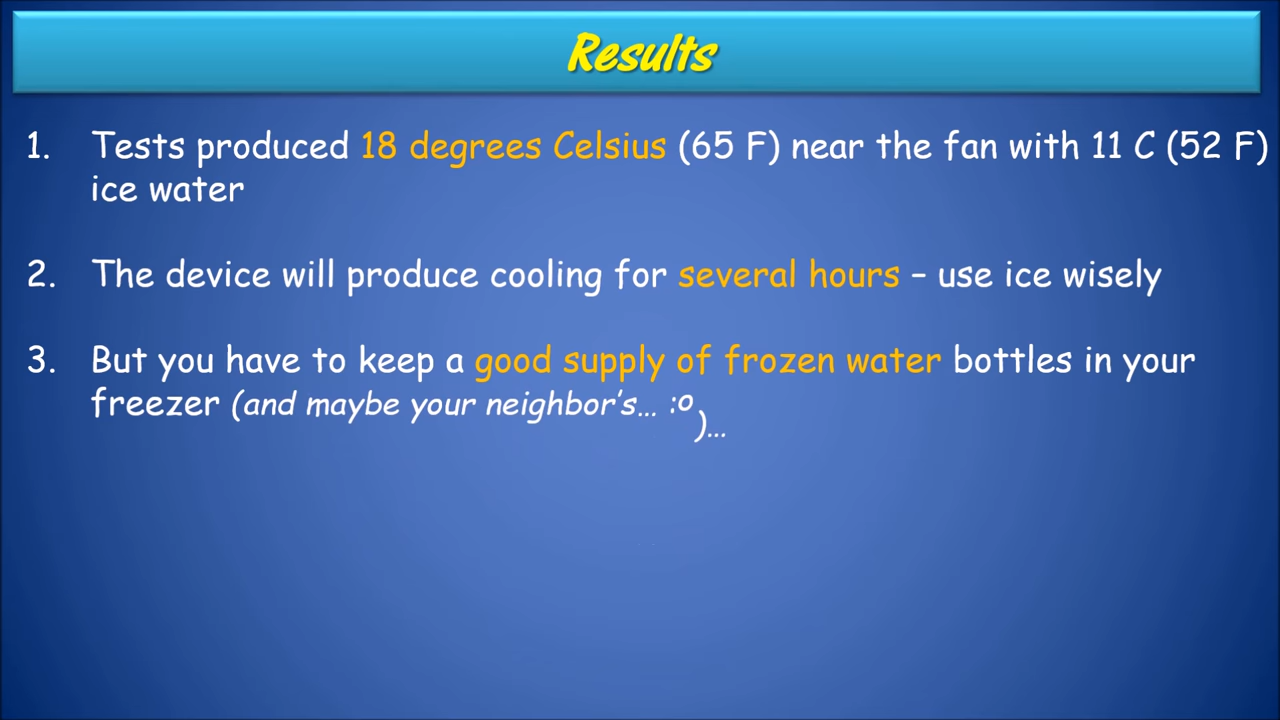 Results
1. Tests produced 18 degrees Celsius (65 F) near the fan with 11 C (52 F)
ice water
2. The device will produce cooling for several hours – use ice wisely
3. But you have to keep a good supply of frozen water bottles in your
freezer (and maybe your neighbor’s… :o
)…